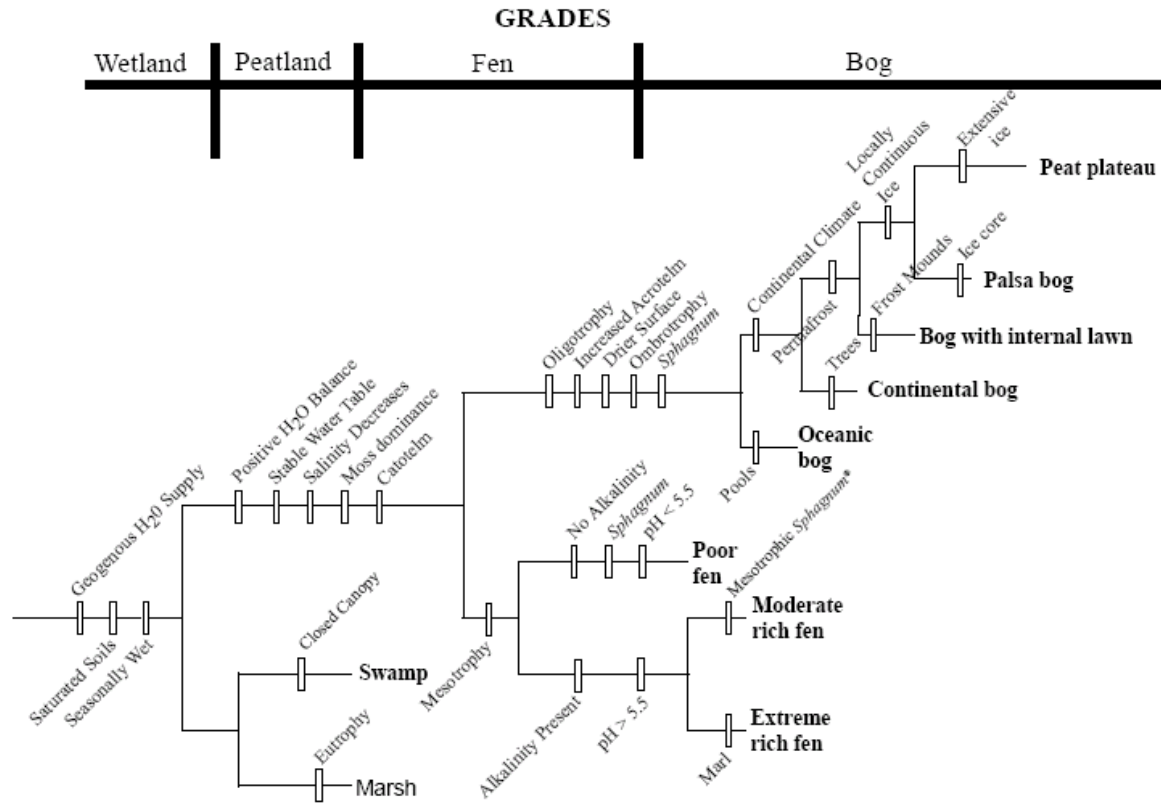 GRADES
Wetland
Peatland
Fen
Bog
Extensive
ice
Locally
Continuous
Ice
Peat plateau
Continental Climate
Ice core
Palsa bog
Frost Mounds
Permafrost
Bog with internal lawn
Trees
Continental bog
Oligotrophy
Increased Acrotelm
Drier Surface
Ombrotrophy
Sphagnum
Oceanic
bog
Pools
Positive H2O Balance
Stable Water Table
Salinity Decreases
Moss dominance
Catotelm
No Alkalinity
Sphagnum
pH < 5.5
Poor
fen
Geogenous H20 Supply
Saturated Soils
Seasonally Wet
Mesotrophic Sphagnum*
Moderate
rich fen
Closed Canopy
Swamp
Mesotrophy
Alkalinity Present
pH > 5.5
Extreme
rich fen
Marl
Eutrophy
Marsh